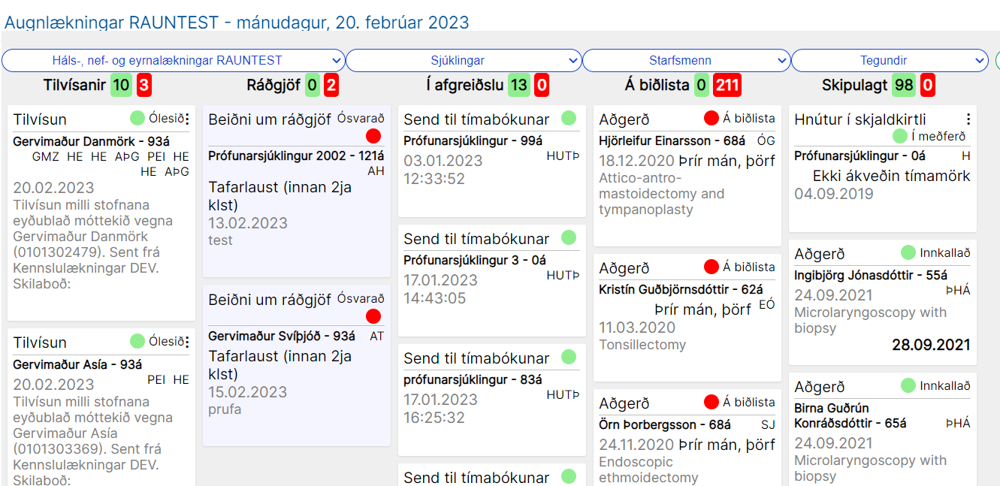 Augnlækningar RAUNTEST - mánudagur, 20. febrúar 2023
Háls-, nef- og eyrnalækningar RAUNTEST
Sjúklingar
Starfsmenn
Tegundir
Tilvísanir 10 3
Tilvísun Ólesið
Gervimaður Danmörk - 93á
GMZ HE HE AÞG PEI HE
HE AÞG
20.02.2023
Tilvísun milli stofnana
eyðublað móttekið vegna
Gervimaður Danmörk
(0101302479). Sent frá
Kennslulækningar DEV.
Skilaboð:
Tilvísun Ólesið
Gervimaður Asía - 93á
PEI HE
20.02.2023
Tilvísun milli stofnana
eyðublað móttekið vegna
Gervimaður Asía
(0101303369). Sent frá
Kennslulækningar DEV.
Skilaboð:
Ráðgjöf 0 2
Beiðni um ráðgjöf Ósvarað
Prófunarsjúklingur 2002 - 121á
AH
Tafarlaust (innan 2ja
klst)
13.02.2023
test
Beiðni um ráðgjöf Ósvarað
Gervimaður Svíþjóð - 93á AT
Tafarlaust (innan 2ja
klst)
15.02.2023
prufa
Í afgreiðslu 13 0
Send til tímabókunar
Prófunarsjúklingur - 99á
HUTÞ
03.01.2023
12:33:52
Send til tímabókunar
Prófunarsjúklingur 3 - 0á
HUTÞ
17.01.2023
14:43:05
Send til tímabókunar
prófunarsjúklingur - 83á
HUTÞ
17.01.2023
16:25:32
Send til tímabókunar
Á biðlista 0 211
Aðgerð Á biðlista
Hjörleifur Einarsson - 68á ÓG
18.12.2020 Þrír mán, þörf
Attico-antro-
mastoidectomy and
tympanoplasty
Aðgerð Á biðlista
Kristín Guðbjörnsdóttir - 62á
Þrír mán, þörf EÓ
11.03.2020
Tonsillectomy
Aðgerð Á biðlista
Örn Þorbergsson - 68á SJ
24.11.2020 Þrír mán, þörf
Endoscopic
ethmoidectomy
Skipulagt 98 0
Hnútur í skjaldkirtli
Í meðferð
Prófunarsjúklingur - 0á H
Ekki ákveðin tímamörk
04.09.2019
Aðgerð Innkallað
Ingibjörg Jónasdóttir - 55á
ÞHÁ
24.09.2021
Microlaryngoscopy with
biopsy
28.09.2021
Aðgerð Innkallað
Birna Guðrún
Konráðsdóttir - 65á ÞHÁ
24.09.2021
Microlaryngoscopy with
biopsy